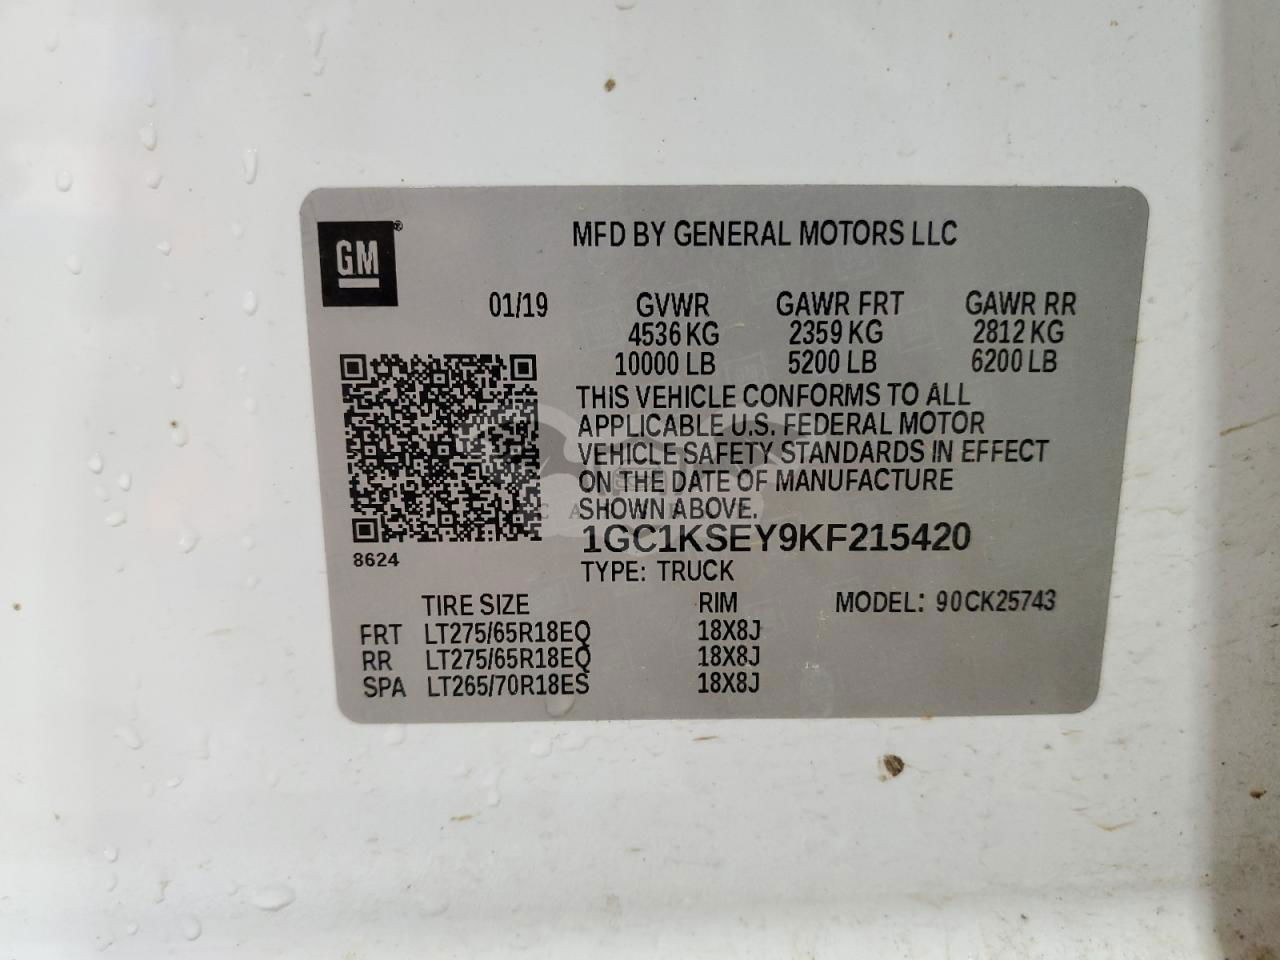 GM®
MFD BY GENERAL MOTORS LLC
01/19 GVWR GAWR FRT GAWR RR
4536 KG 2359 KG 2812 KG
10000 LB 5200 LB 6200 LB
THIS VEHICLE CONFORMS TO ALL
APPLICABLE U.S. FEDERAL MOTOR
VEHICLE SAFETY STANDARDS IN EFFECT
ON THE DATE OF MANUFACTURE
SHOWN ABOVE.
1GC1KSEY9KF215420
8624
TYPE: TRUCK
TIRE SIZE RIM MODEL: 90CK25743
FRT LT275/65R18EQ 18X8J
RR LT275/65R18EQ 18X8J
SPA LT265/70R18ES 18X8J